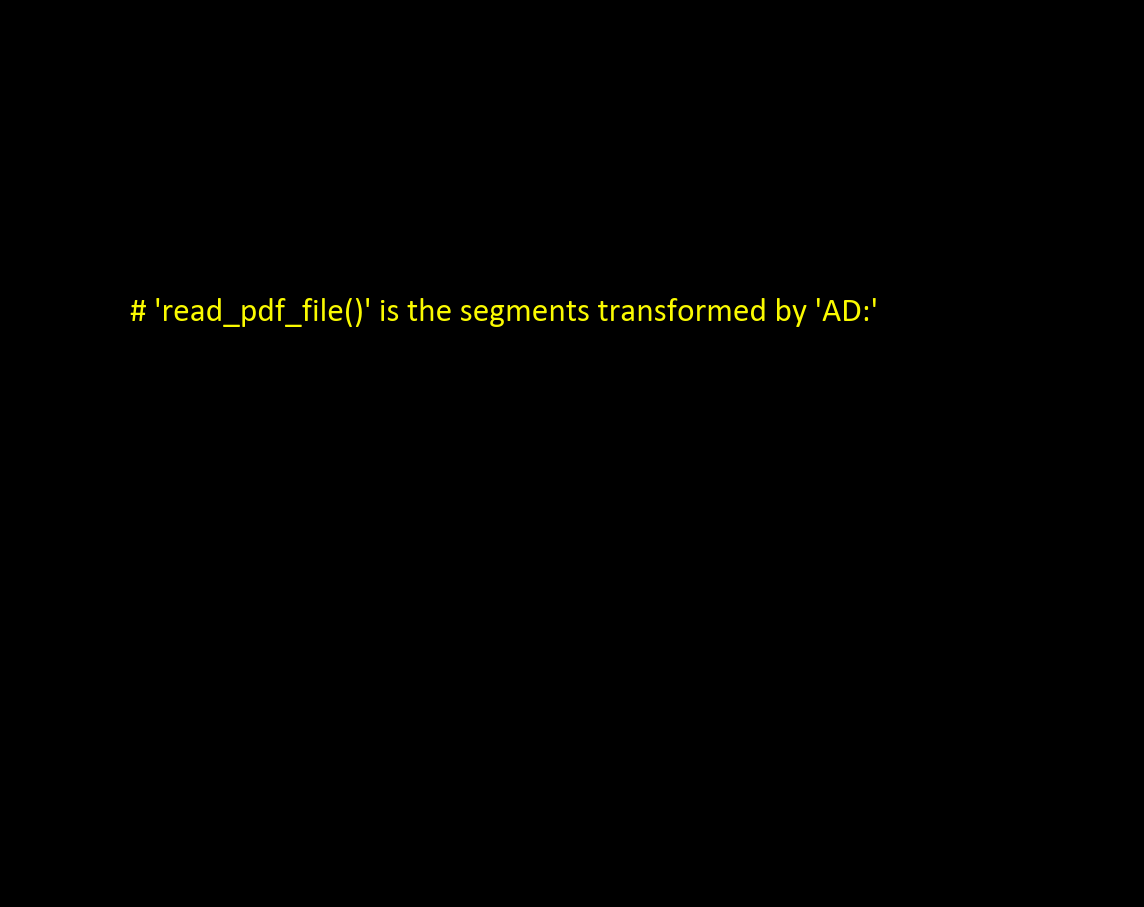 # 'read_pdf_file()' is the segments transformed by 'AD:'